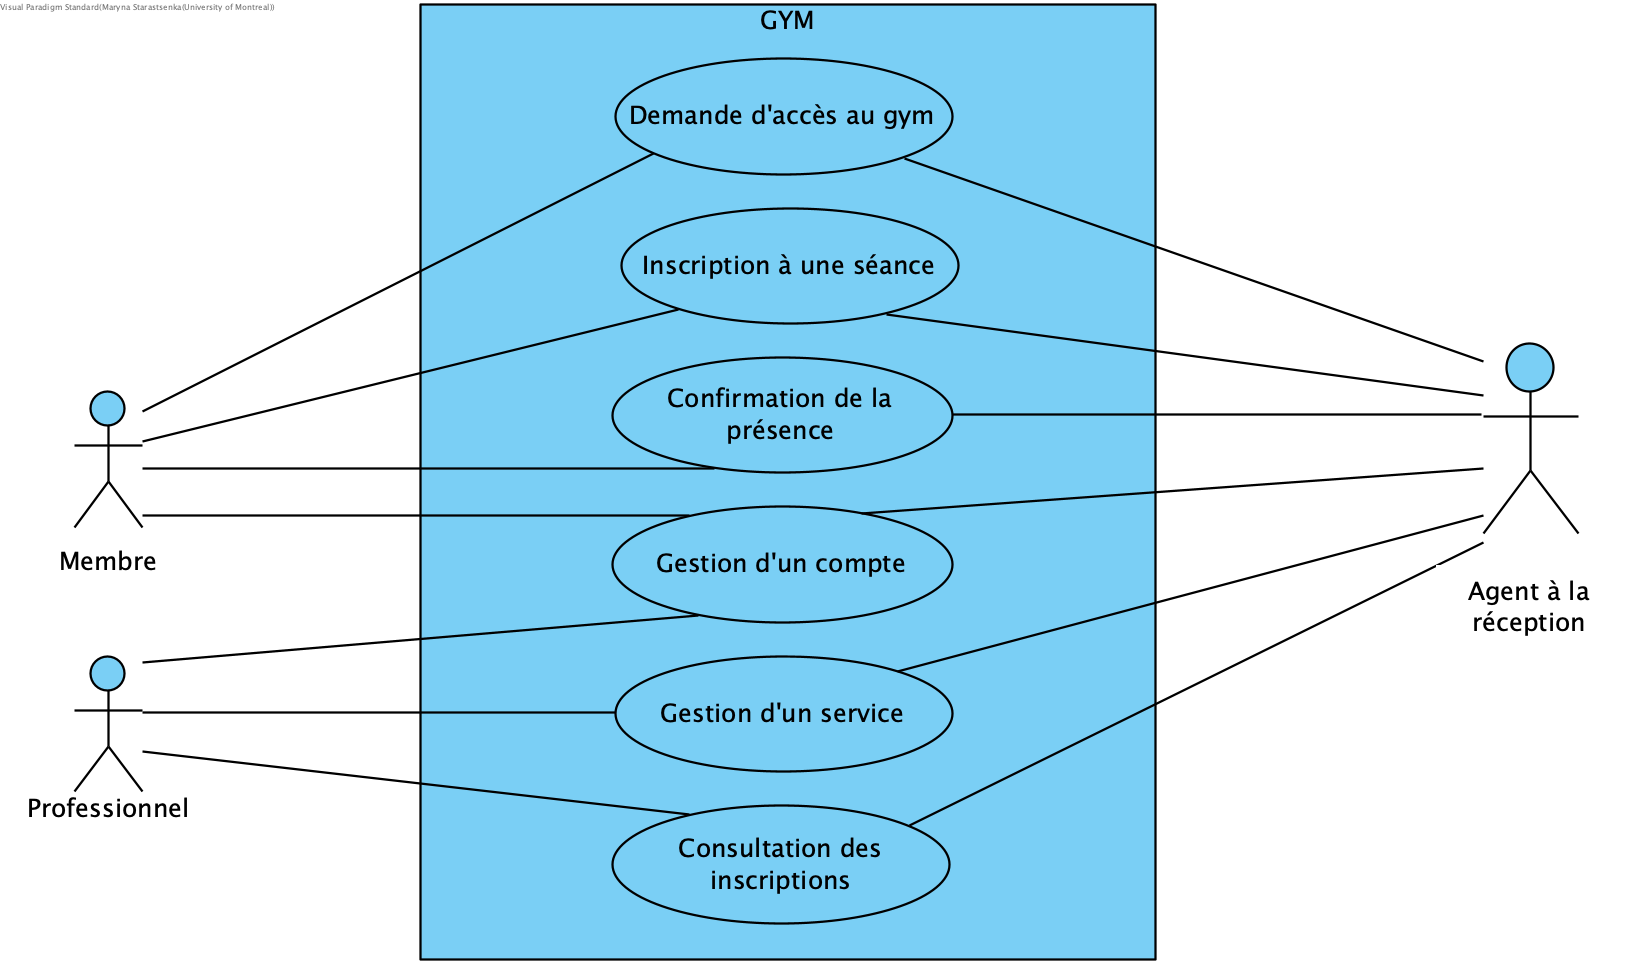 Visual Paradigm Standard(Maryna Starastsenka(University of Montreal))
GYM
Demande d'accès au gym
Inscription à une séance
Confirmation de la
présence
Gestion d'un compte
Membre
Agent à la
réception
Gestion d'un service
Professionnel
Consultation des
inscriptions